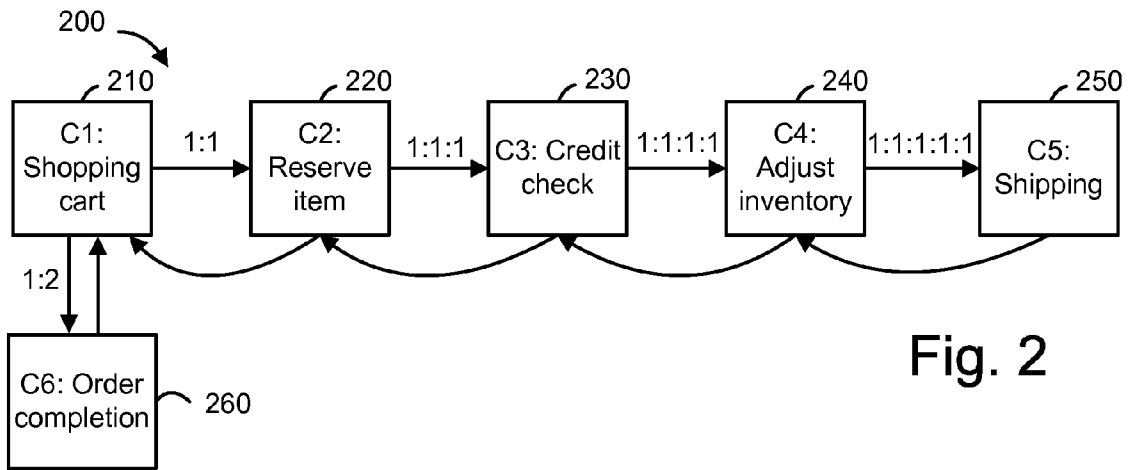 200
210
220
230
240
250
C1:
Shopping
cart
1:1
C2:
Reserve
item
1:1:1
C3: Credit
check
1:1:1:1
C4:
Adjust
inventory
1:1:1:1:1
C5:
Shipping
1:2
C6: Order
completion
260
Fig. 2